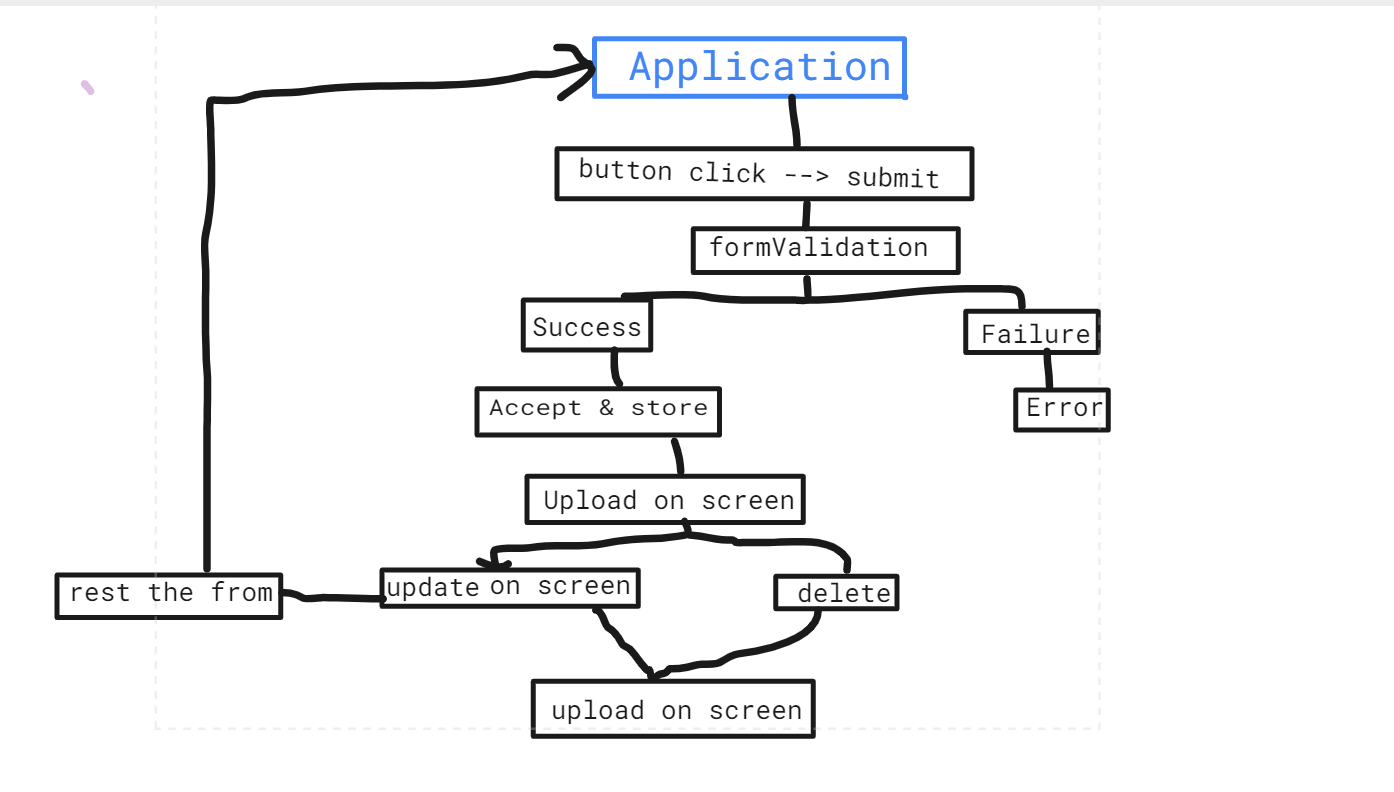 Application
button click --> submit
formValidation
Success
Failure
Accept & store
Error
Upload on screen
rest the from
update on screen
delete
upload on screen